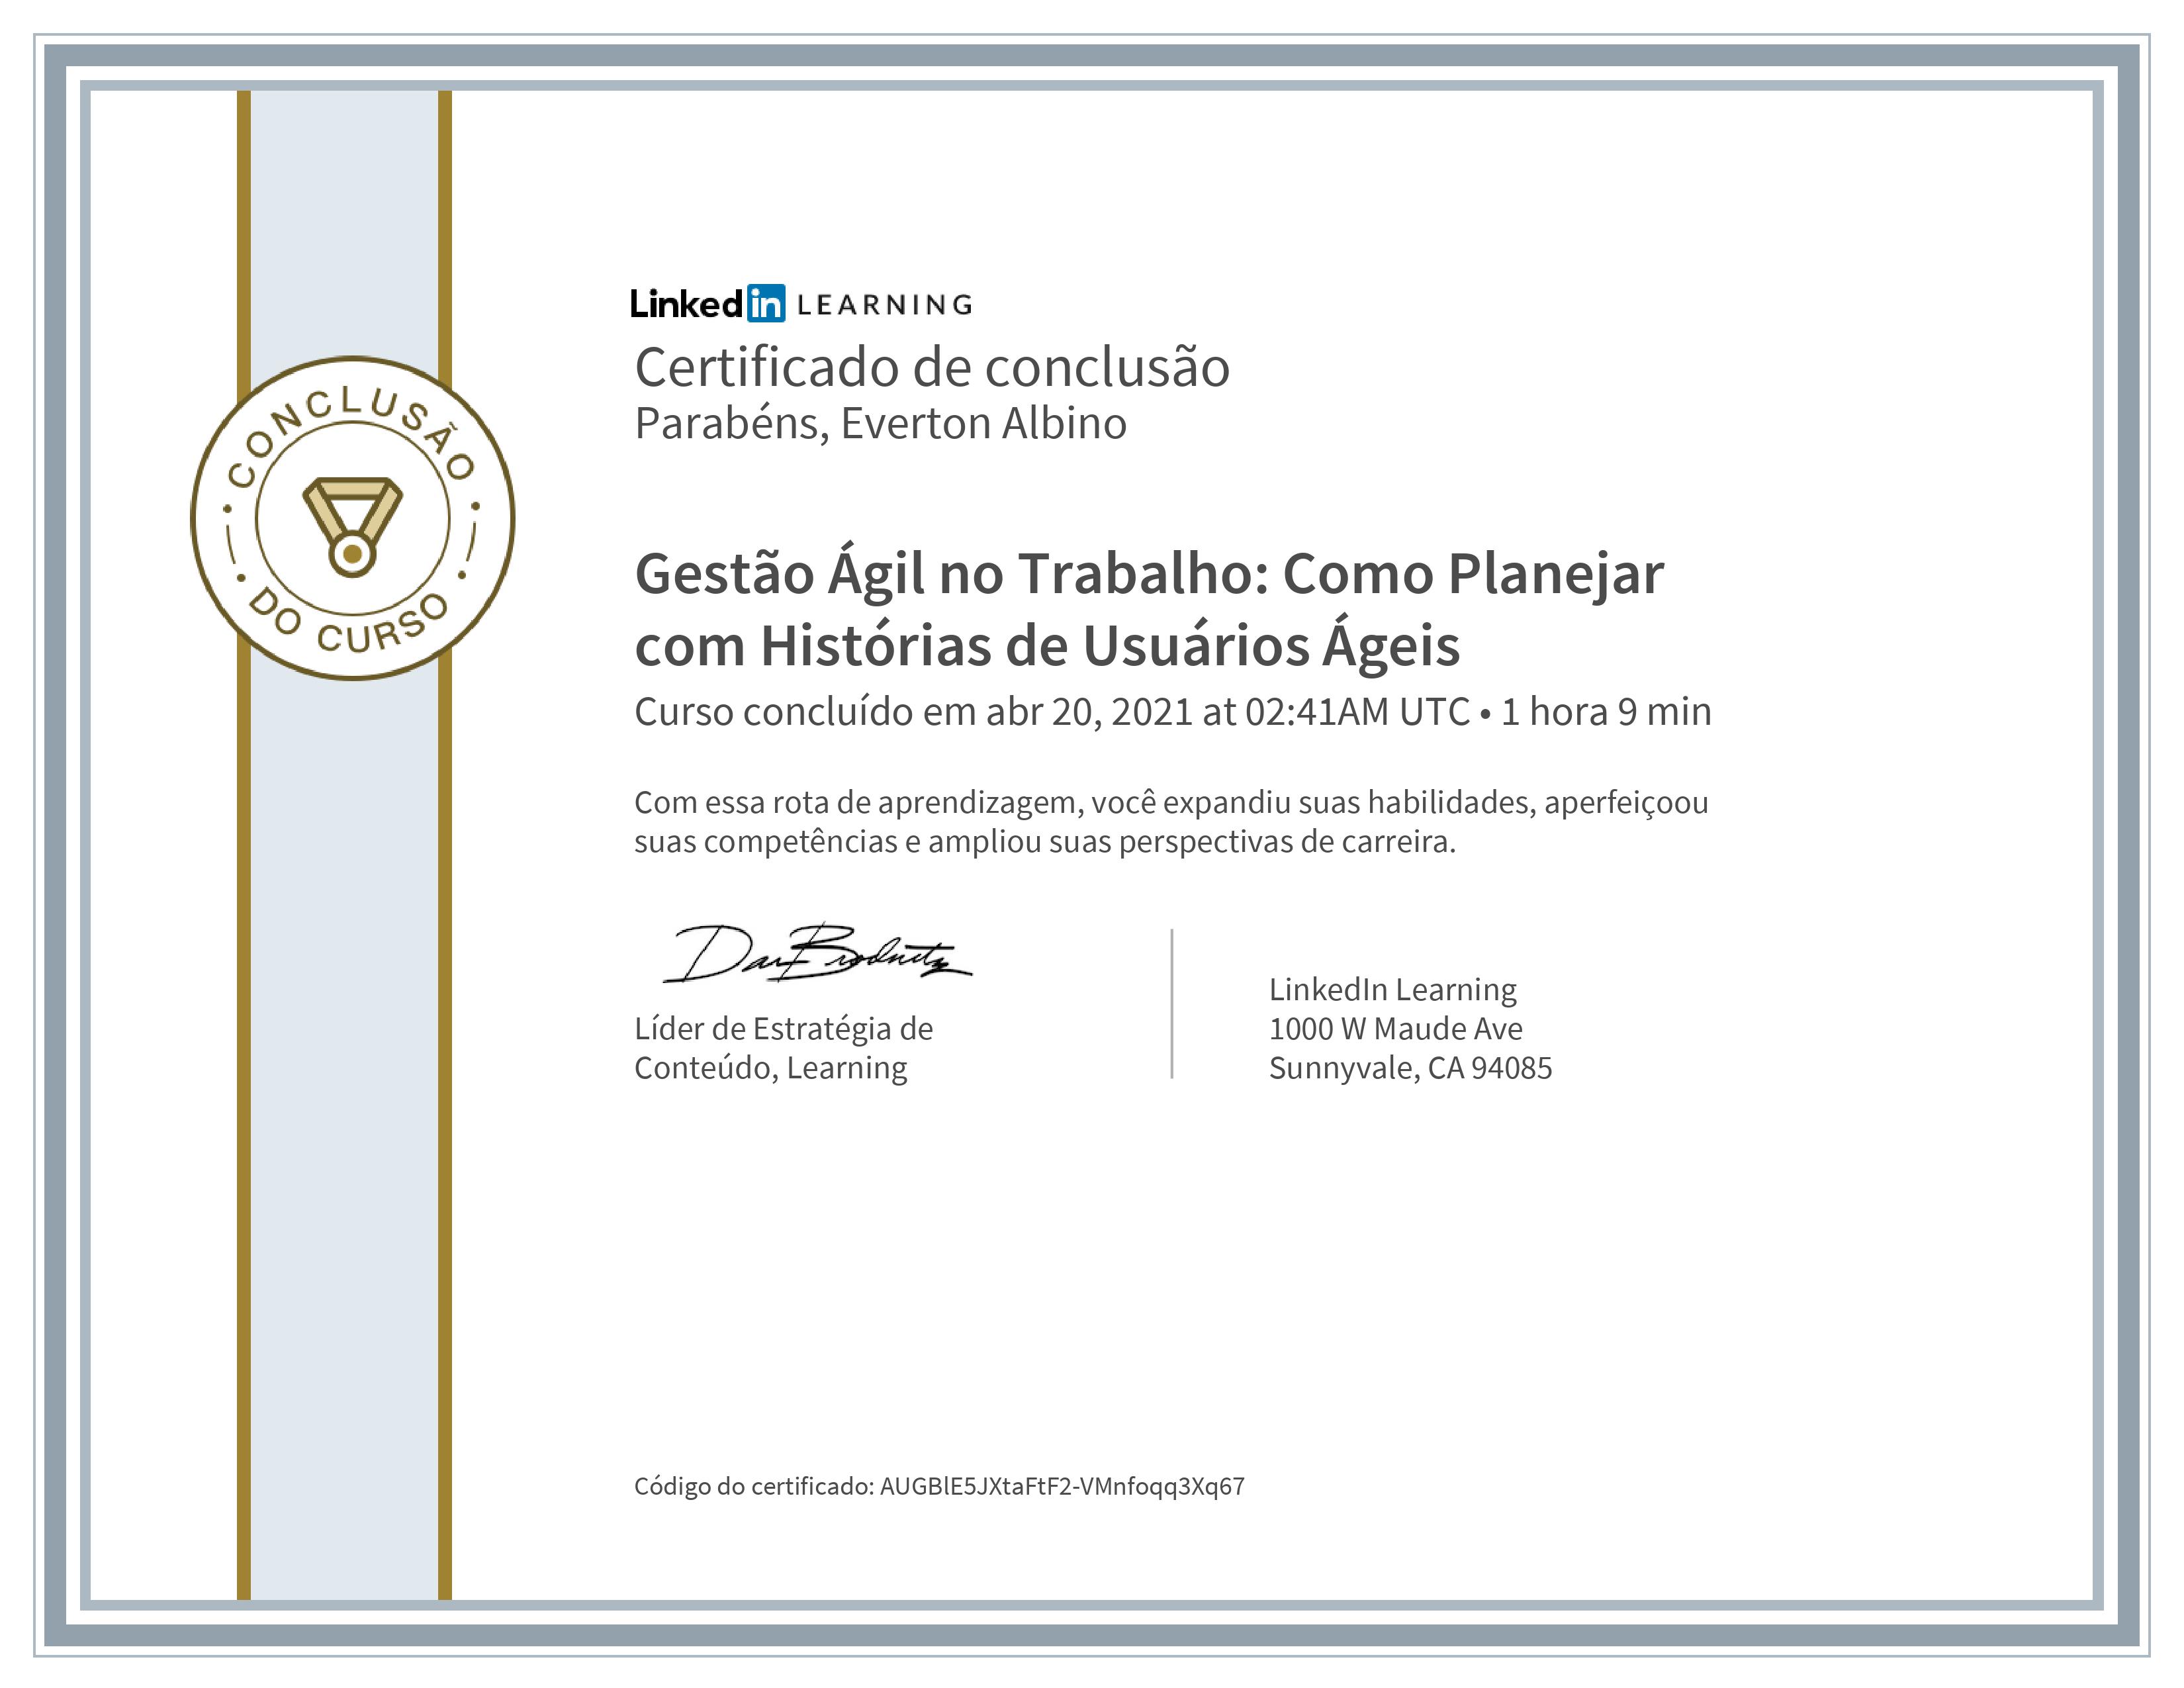 LinkedIn LEARNING
Certificado de conclusão
Parabéns, Everton Albino
CONCLUSÃO
DO CURSO
Gestão Ágil no Trabalho: Como Planejar
com Histórias de Usuários Ágeis
Curso concluído em abr 20, 2021 at 02:41AM UTC • 1 hora 9 min
Com essa rota de aprendizagem, você expandiu suas habilidades, aperfeiçoou
suas competências e ampliou suas perspectivas de carreira.
Dan Brodnitz
Líder de Estratégia de
Conteúdo, Learning
LinkedIn Learning
1000 W Maude Ave
Sunnyvale, CA 94085
Código do certificado: AUGBlE5JXtaFtF2-VMnfoqq3Xq67